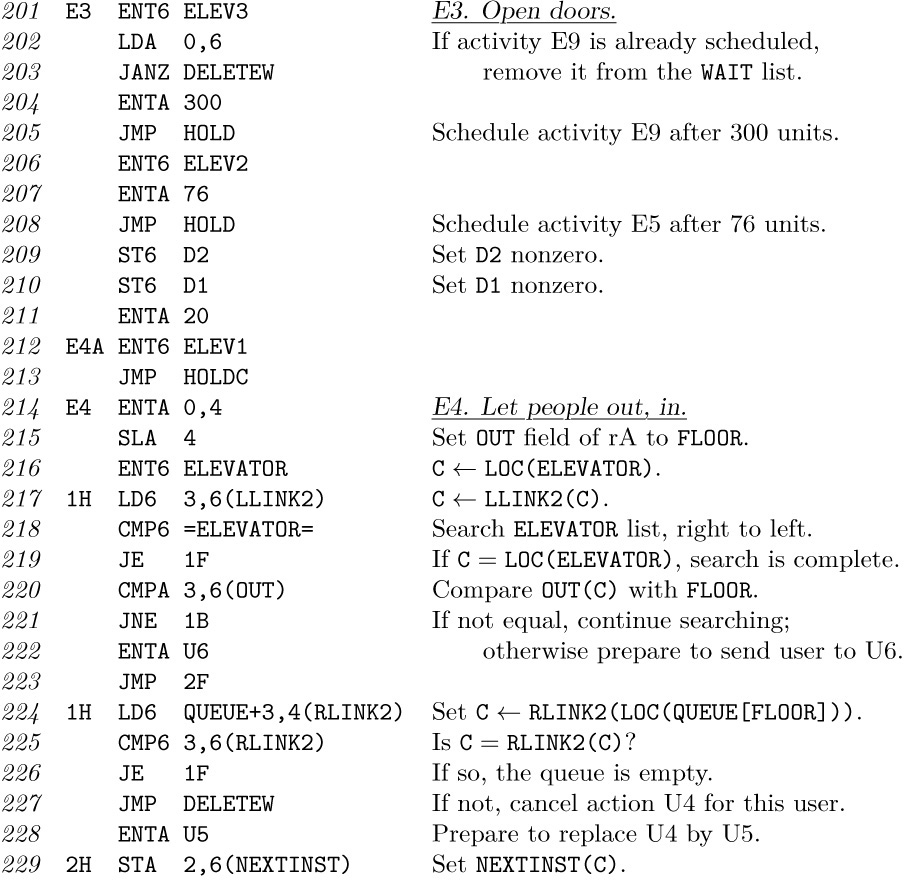 201 E3 ENT6 ELEV3 E3. Open doors.
202 LDA 0,6 If activity E9 is already scheduled,
203 JANZ DELETEW remove it from the WAIT list.
204 ENTA 300
205 JMP HOLD Schedule activity E9 after 300 units.
206 ENT6 ELEV2
207 ENTA 76
208 JMP HOLD Schedule activity E5 after 76 units.
209 ST6 D2 Set D2 nonzero.
210 ST6 D1 Set D1 nonzero.
211 ENTA 20
212 E4A ENT6 ELEV1
213 JMP HOLDC
214 E4 ENTA 0,4 E4. Let people out, in.
215 SLA 4 Set OUT field of rA to FLOOR.
216 ENT6 ELEVATOR C ← LOC(ELEVATOR).
217 1H LD6 3,6(LLINK2) C ← LLINK2(C).
218 CMP6 =ELEVATOR= Search ELEVATOR list, right to left.
219 JE 1F If C = LOC(ELEVATOR), search is complete.
220 CMPA 3,6(OUT) Compare OUT(C) with FLOOR.
221 JNE 1B If not equal, continue searching;
222 ENTA U6 otherwise prepare to send user to U6.
223 JMP 2F
224 1H LD6 QUEUE+3,4(RLINK2) Set C ← RLINK2(LOC(QUEUE[FLOOR])).
225 CMP6 3,6(RLINK2) Is C = RLINK2(C)?
226 JE 1F If so, the queue is empty.
227 JMP DELETEW If not, cancel action U4 for this user.
228 ENTA U5 Prepare to replace U4 by U5.
229 2H STA 2,6(NEXTINST) Set NEXTINST(C).